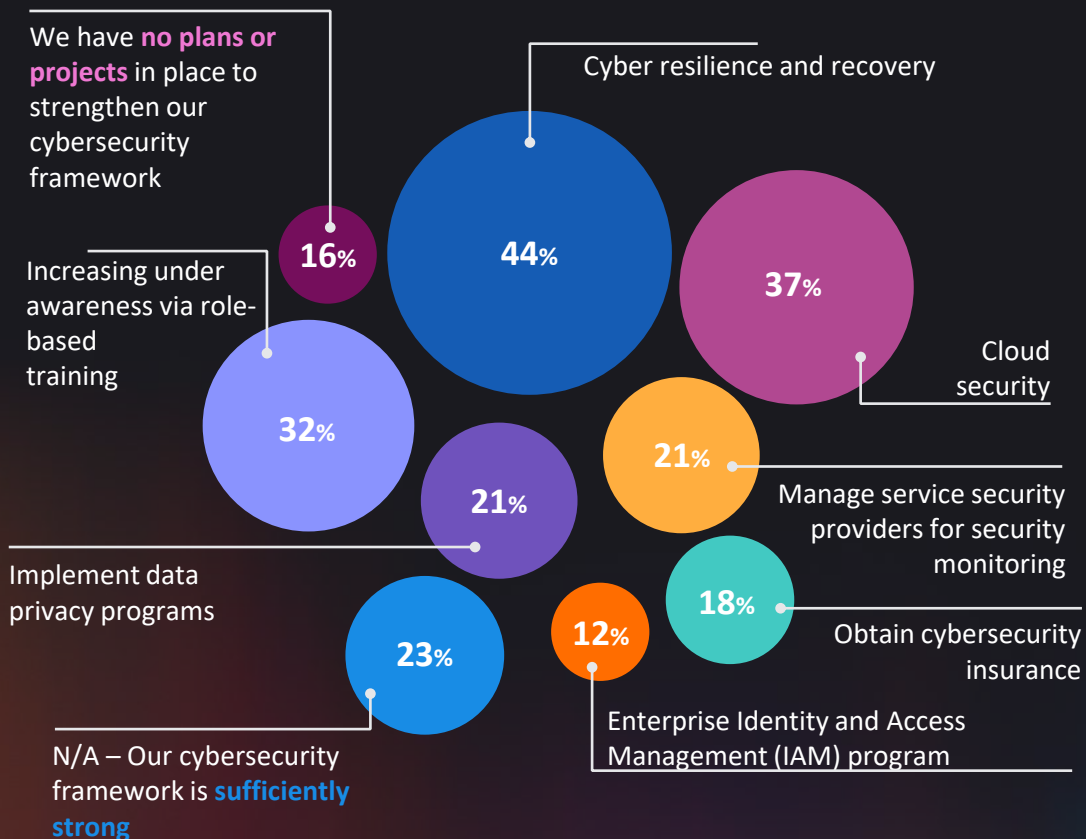 We have no plans or
projects in place to
strengthen our
cybersecurity
framework
Cyber resilience and recovery
16%
44%
37%
Increasing under
awareness via role-
based
training
Cloud
security
32%
21%
21%
Manage service security
providers for security
monitoring
Implement data
privacy programs
23%
12%
18%
Obtain cybersecurity
insurance
Enterprise Identity and Access
Management (IAM) program
N/A – Our cybersecurity
framework is sufficiently
strong